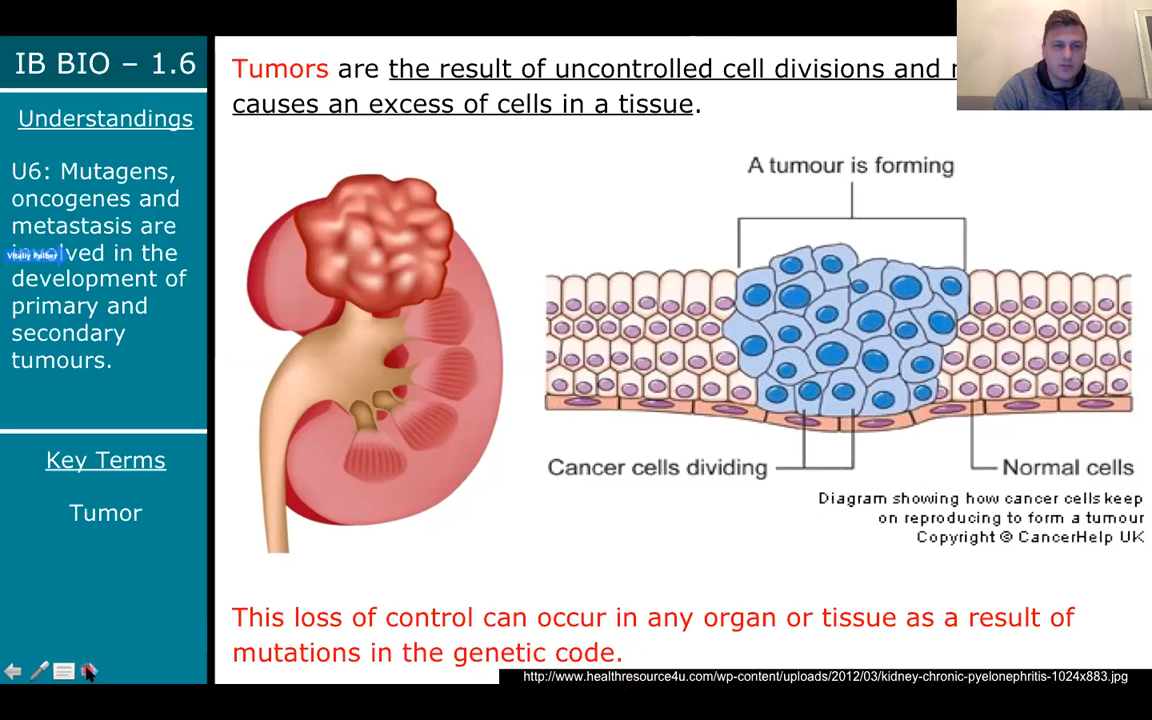 IB BIO – 1.6
Understandings
U6: Mutagens,
oncogenes and
metastasis are
involved in the
development of
primary and
secondary
tumours.
Vitaliy Pulber
Key Terms
Tumor
Tumors are the result of uncontrolled cell divisions and
causes an excess of cells in a tissue.
A tumour is forming
Cancer cells dividing
Normal cells
Diagram showing how cancer cells keep
on reproducing to form a tumour
Copyright © CancerHelp UK
This loss of control can occur in any organ or tissue as a result of
mutations in the genetic code.
http://www.healthresource4u.com/wp-content/uploads/2012/03/kidney-chronic-pyelonephritis-1024x883.jpg